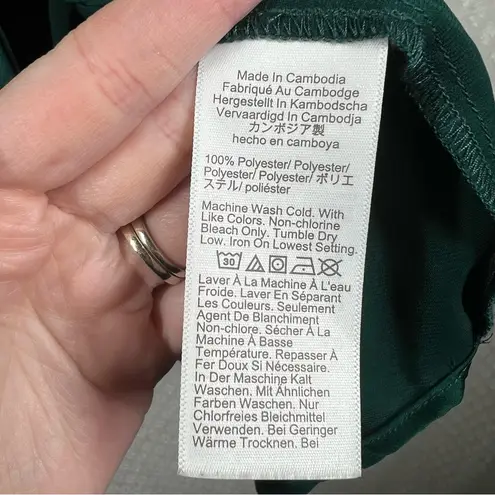 Made In Cambodia
Fabriqué Au Cambodge
Hergestellt In Kambodscha
Vervaardigd In Cambodja
カンボジア製
hecho en camboya
100% Polyester/ Polyester/
Polyester/ Polyester/ ポリエ
ステル/ poliéster
Machine Wash Cold. With
Like Colors. Non-chlorine
Bleach Only. Tumble Dry
Low. Iron On Lowest Setting.
30
Laver À La Machine À L'eau
Froide. Laver En Séparant
Les Couleurs. Seulement
Agent De Blanchiment
Non-chlore. Sécher À La
Machine À Basse
Température. Repasser À
Fer Doux Si Nécessaire.
In Der Maschine Kalt
Waschen. Mit Ähnlichen
Farben Waschen. Nur
Chlorfreies Bleichmittel
Verwenden. Bei Geringer
Wärme Trocknen. Bei